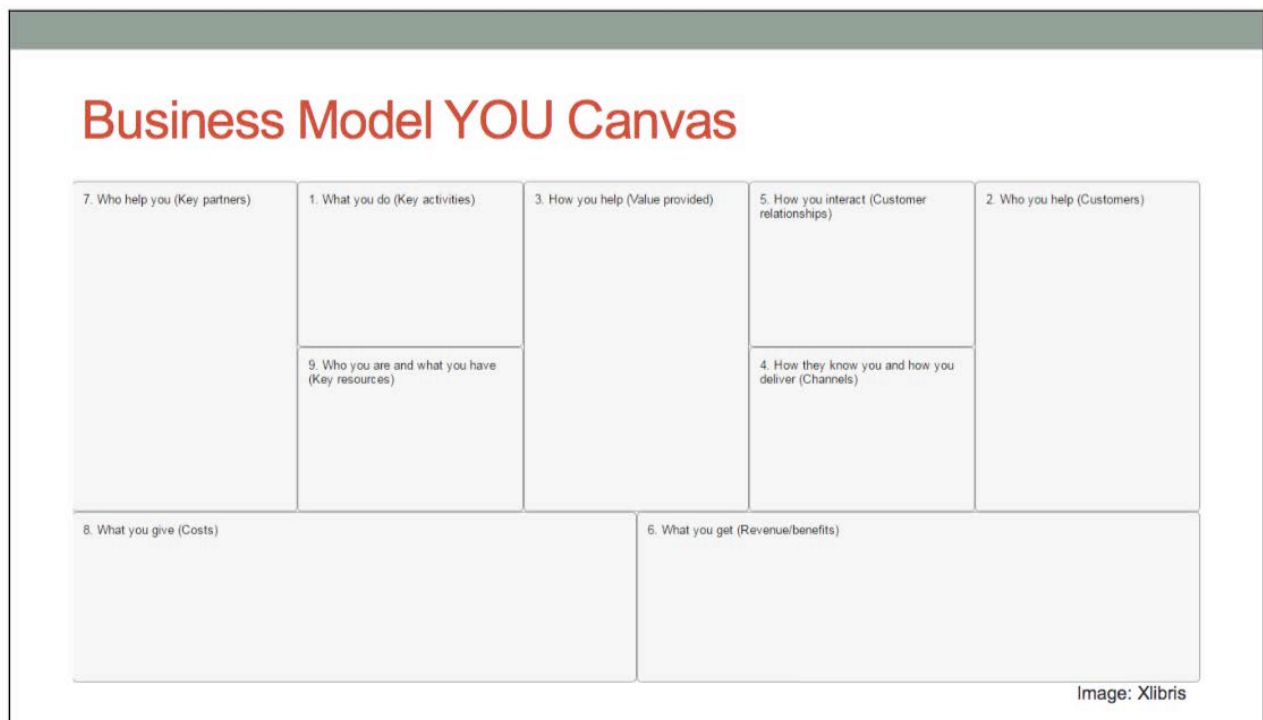 Business Model YOU Canvas
7. Who help you (Key partners)
1. What you do (Key activities)
3. How you help (Value provided)
5. How you interact (Customer
relationships)
2. Who you help (Customers)
9. Who you are and what you have
(Key resources)
4. How they know you and how you
deliver (Channels)
8. What you give (Costs)
6. What you get (Revenue/benefits)
Image: Xlibris